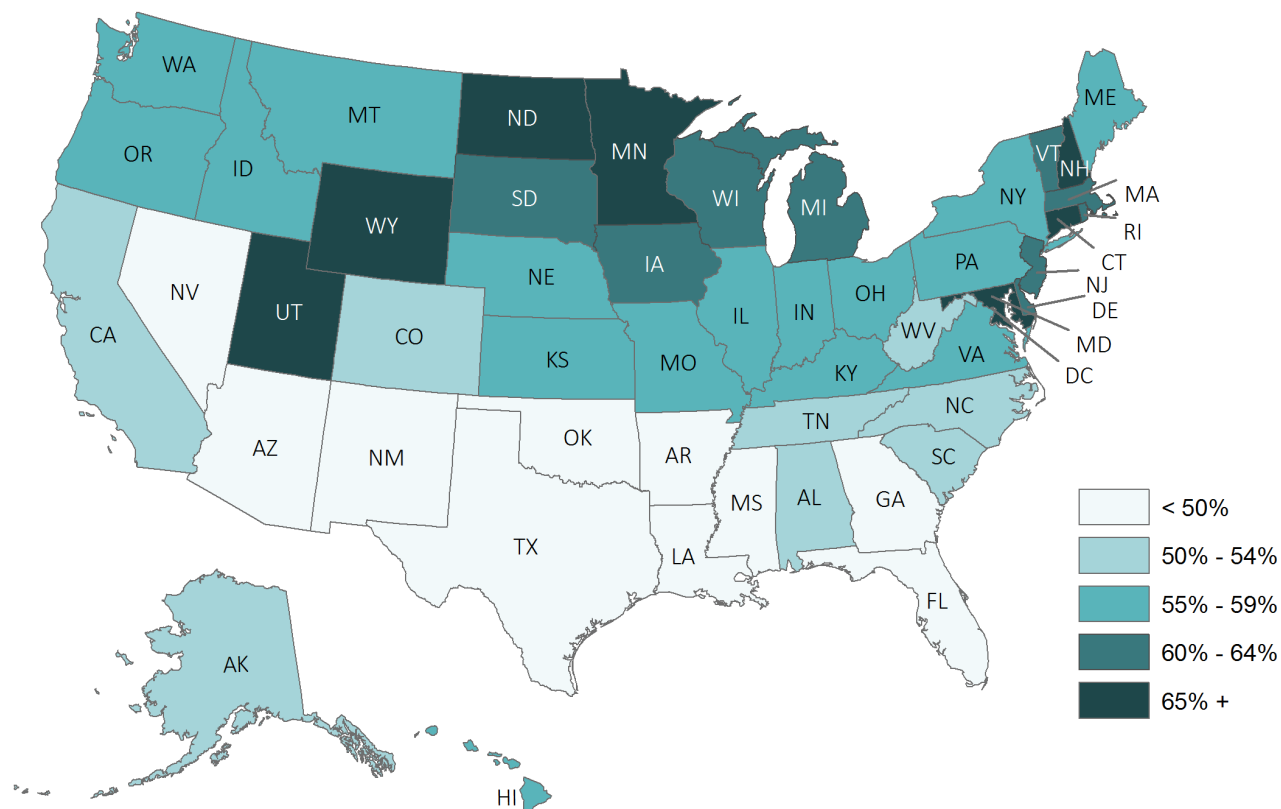 WA
ME
MT
ND
MN
VT
NH
OR
ID
SD
WI
MI
NY
MA
WY
RI
IA
PA
CT
NE
NJ
NV
UT
OH
IL
IN
DE
CA
CO
WV
MD
KS
MO
VA
KY
DC
NC
TN
OK
AZ
NM
AR
SC
MS
AL
GA
< 50%
TX
LA
50% - 54%
FL
55% - 59%
AK
60% - 64%
65% +
HI